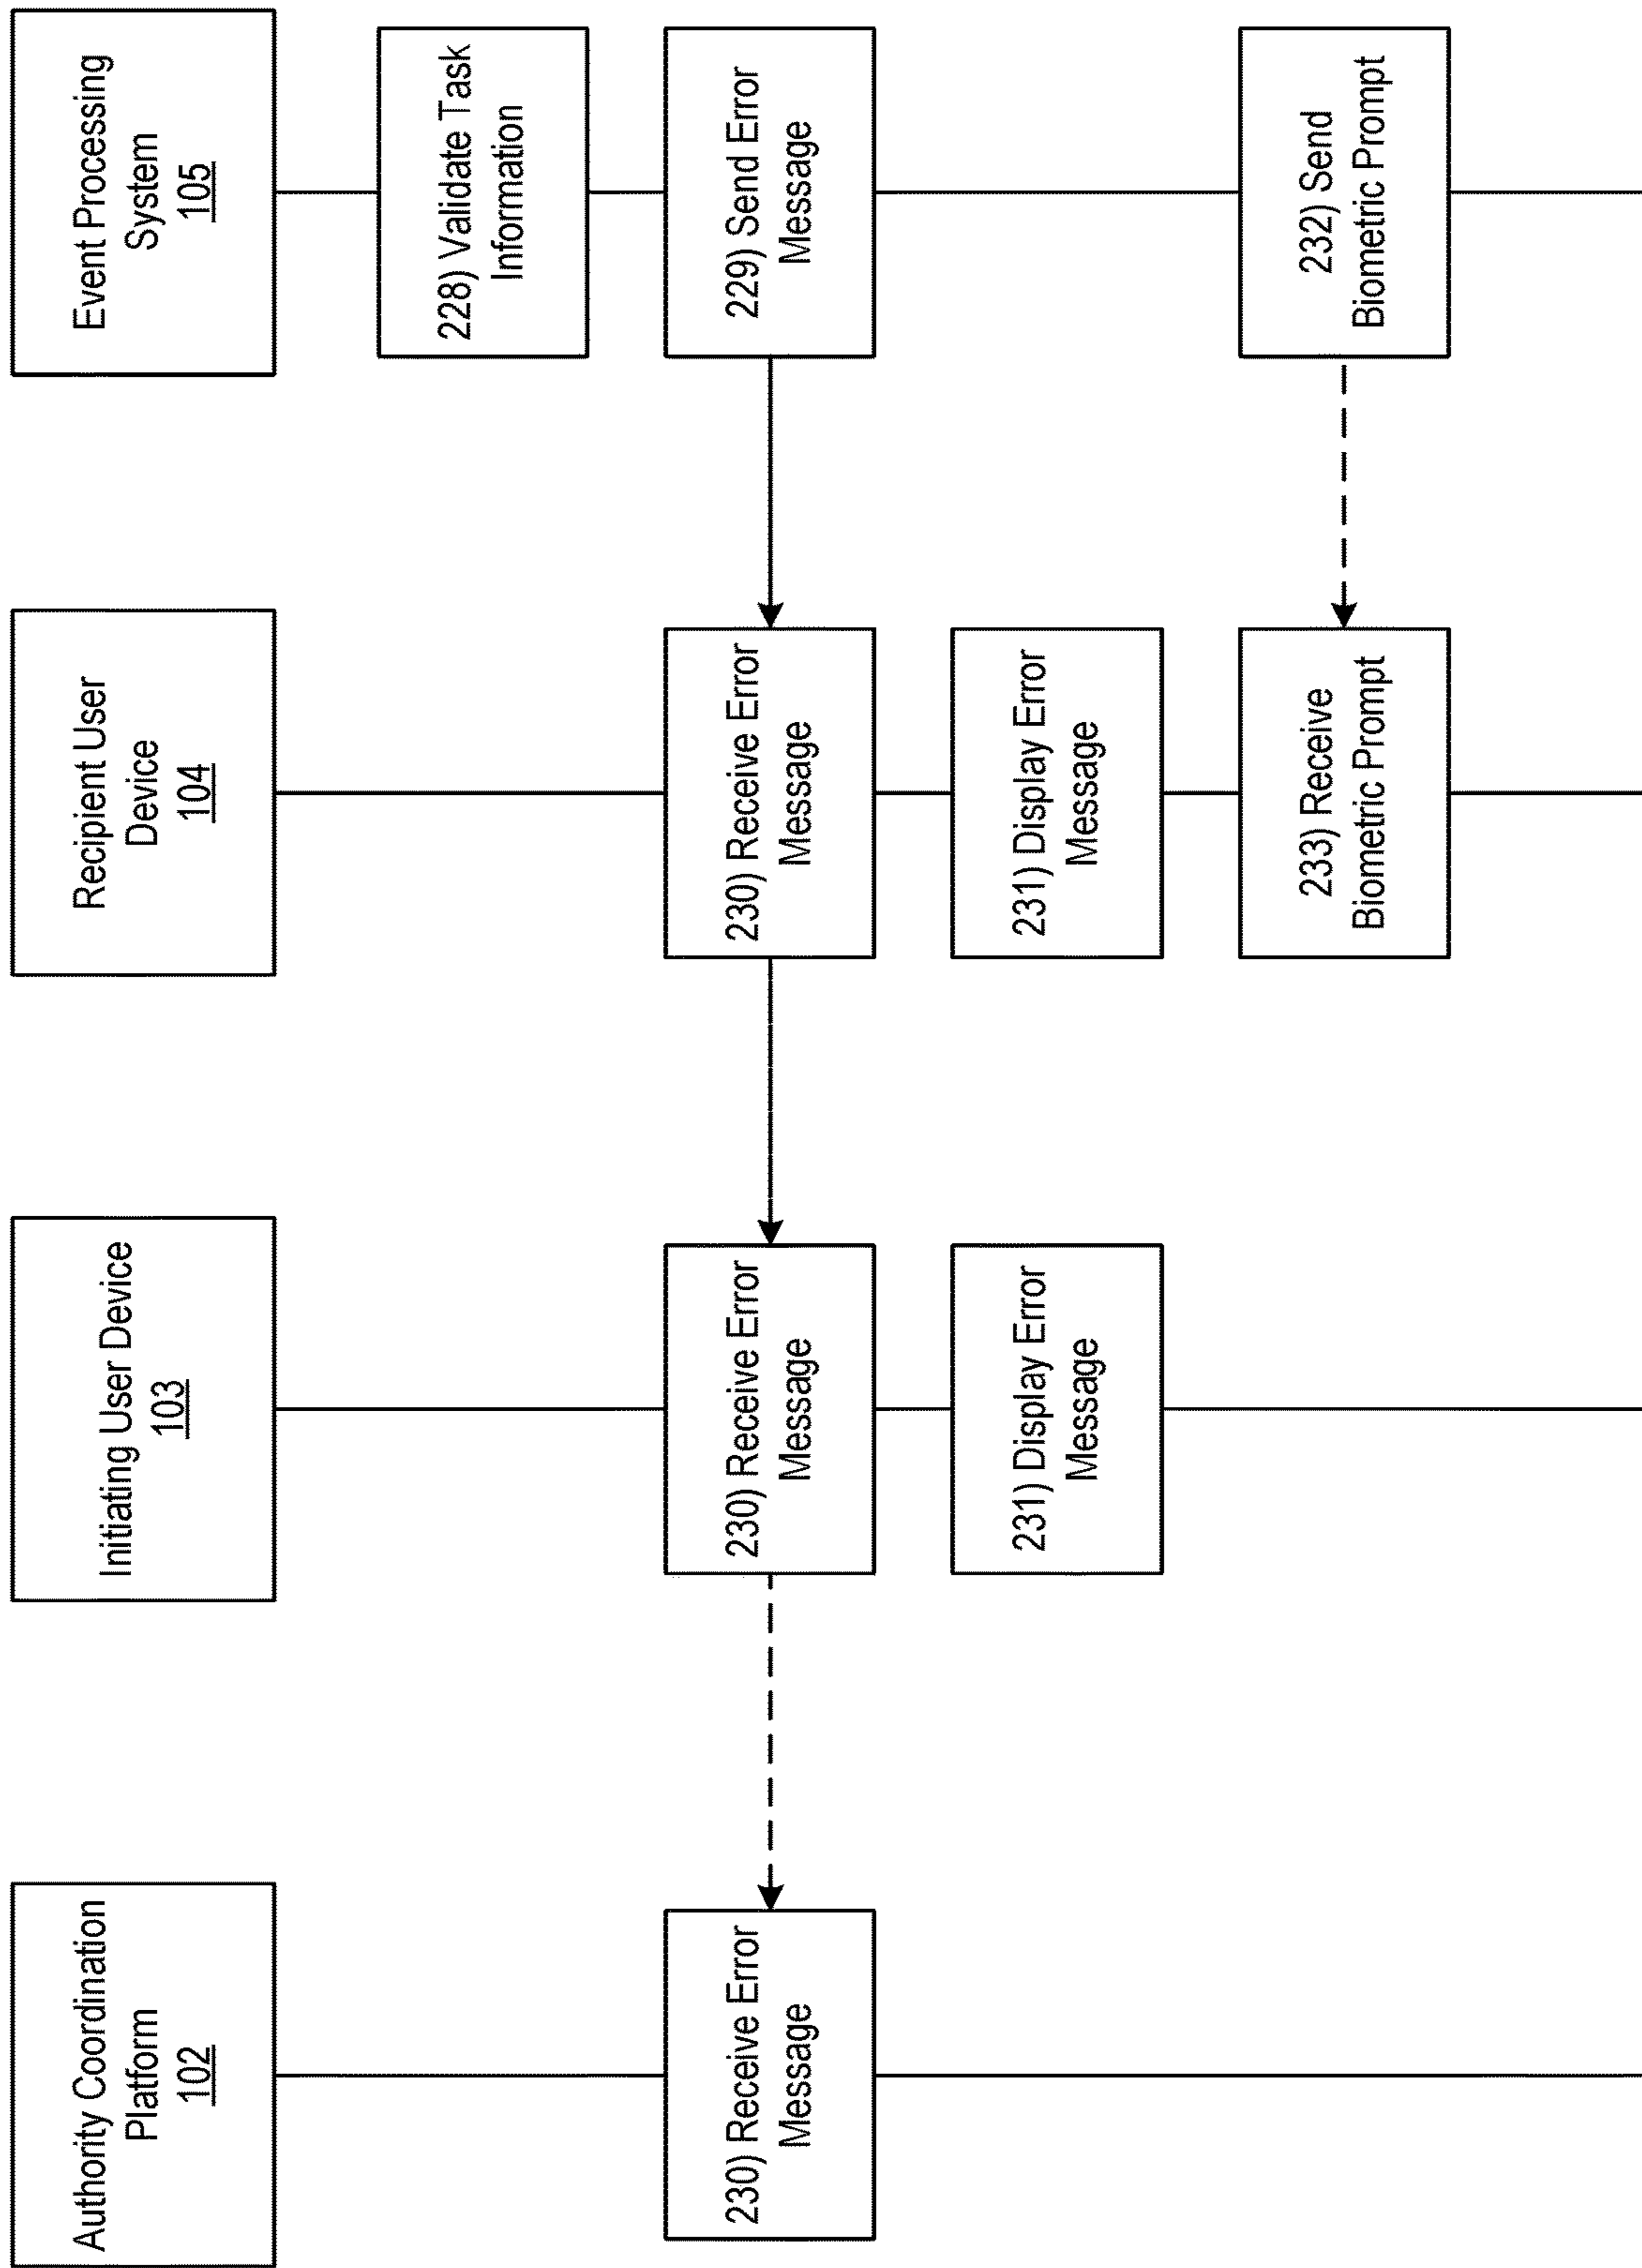 Authority Coordination
Platform
102
Initiating User Device
103
Recipient User
Device
104
Event Processing
System
105
228) Validate Task
Information
230) Receive Error
Message
230) Receive Error
Message
230) Receive Error
Message
229) Send Error
Message
231) Display Error
Message
231) Display Error
Message
233) Receive
Biometric Prompt
232) Send
Biometric Prompt